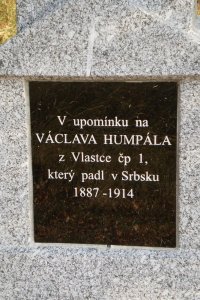 V upomínku na
VÁCLAVA HUMPÁLA
z Vlastce čp 1,
který padl v Srbsku
1887 -1914